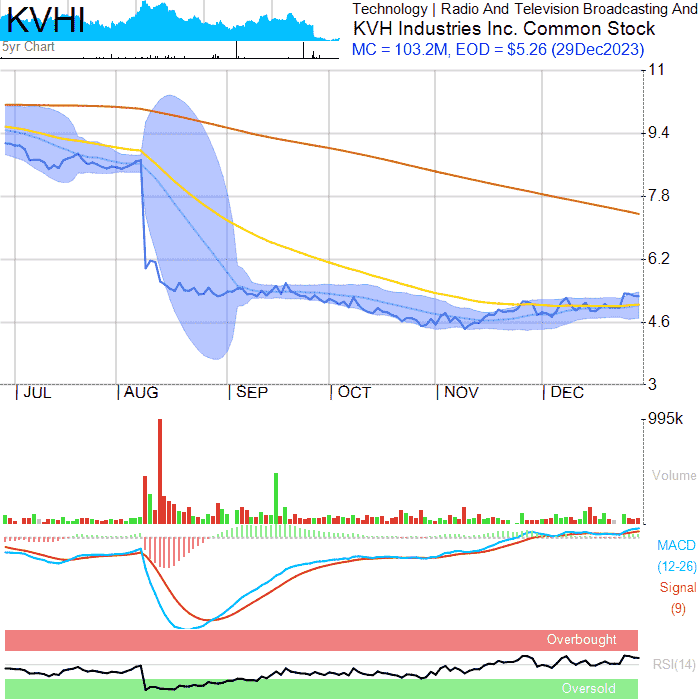 KVHI
5yr Chart
Technology | Radio And Television Broadcasting And
KVH Industries Inc. Common Stock
MC = 103.2M, EOD = $5.26 (29Dec2023)
11
9.4
7.8
6.2
4.6
3
JUL AUG SEP OCT NOV DEC
995k
Volume
MACD
(12-26)
Signal
(9)
Overbought
RSI(14)
Oversold